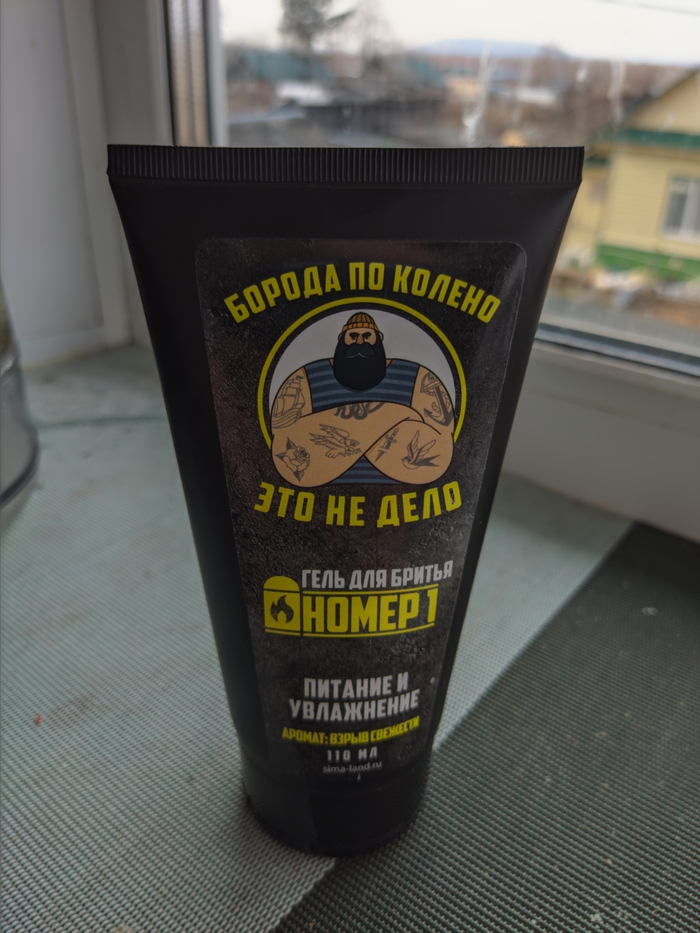 БОРОДА ПО КОЛЕНО
ЭТО НЕ ДЕЛО
ГЕЛЬ ДЛЯ БРИТЬЯ
НОМЕР 1
ПИТАНИЕ И
УВЛАЖНЕНИЕ
АРОМАТ: ВЗРЫВ СВЕЖЕСТИ
110 МЛ
sima-land.ru